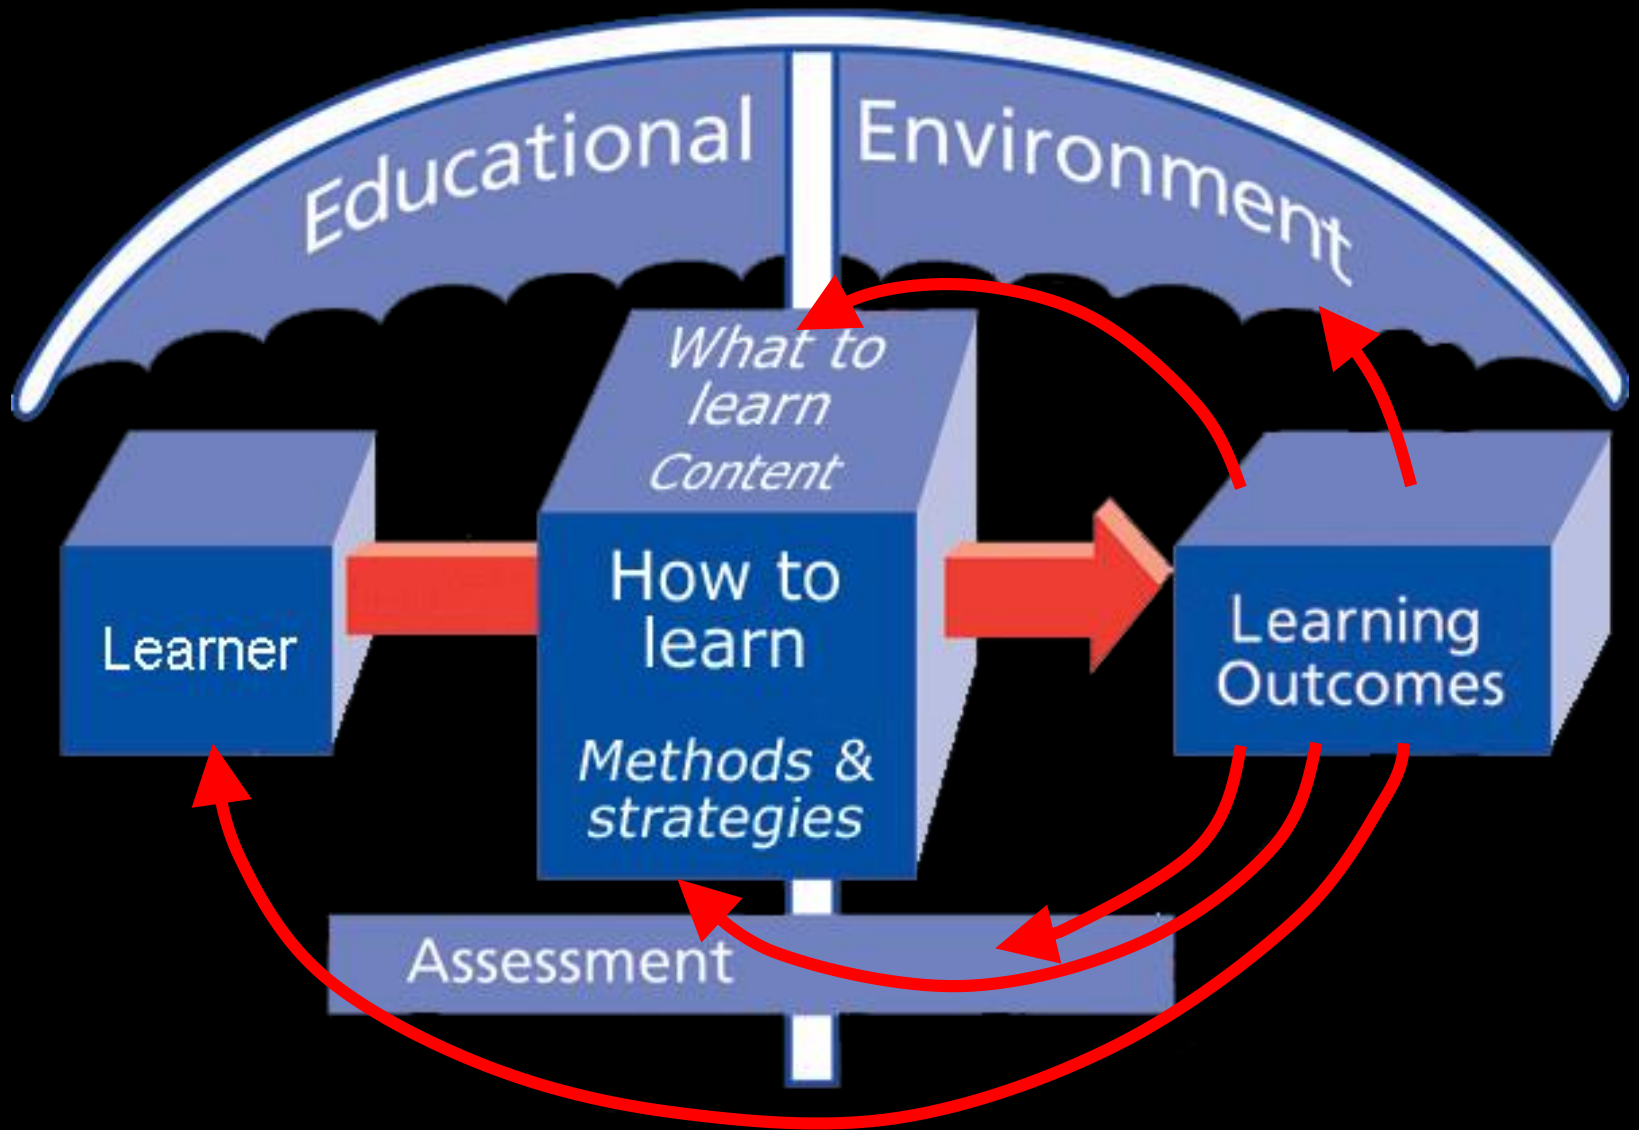 Educational Environment
What to
learn
Content
How to
learn
Methods &
strategies
Learner
Learning
Outcomes
Assessment